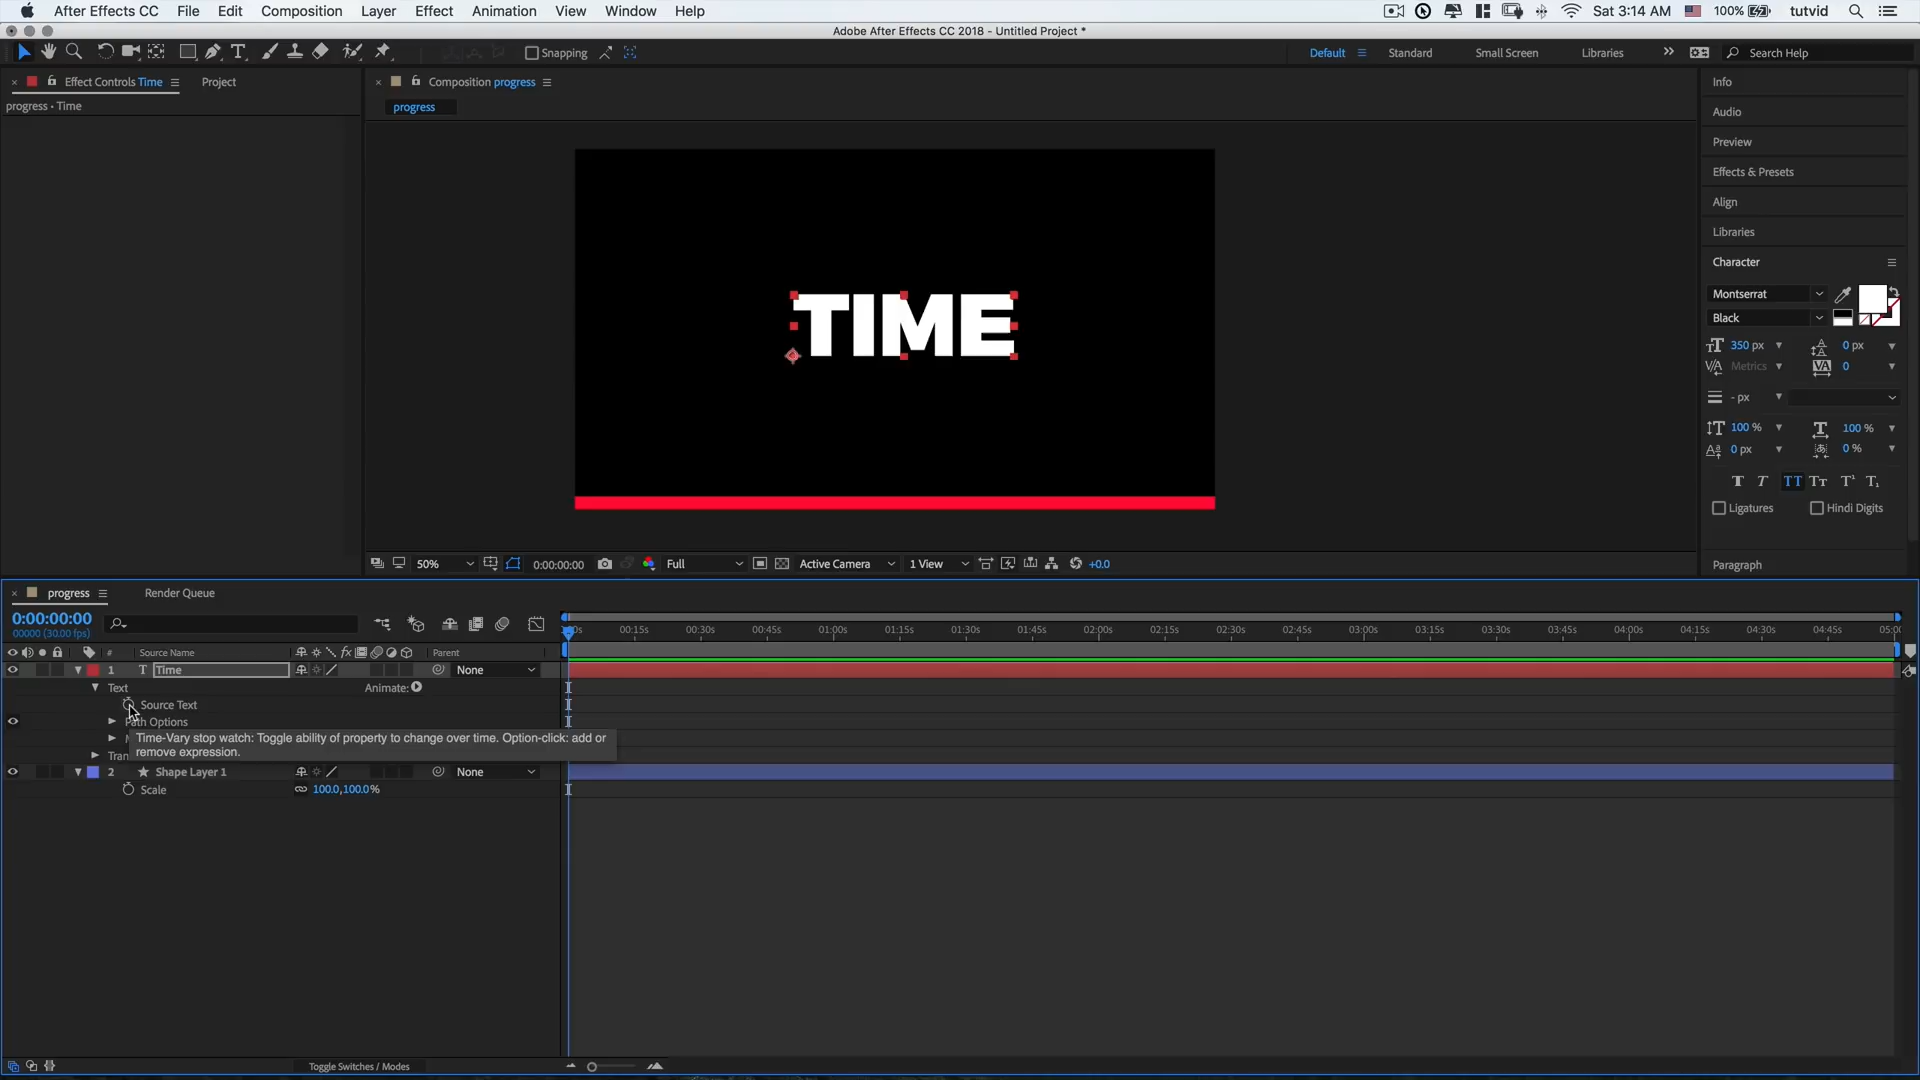 After Effects CC File Edit Composition Layer Effect Animation View Window Help Sat 3:14 AM 100% tutvid
Adobe After Effects CC 2018 - Untitled Project *
Snapping Default Standard Small Screen Libraries Search Help
Effect Controls Time Project
progress • Time
Composition progress
progress
TIME
Info
Audio
Preview
Effects & Presets
Align
Libraries
Character
Montserrat
Black
350 px 0 px
Metrics 0
- px
100 % 100 %
0 px 0 %
Ligatures Hindi Digits
Paragraph
50% 0:00:00:00 Full Active Camera 1 View +0.0
progress Render Queue
0:00:00:00
00000 (30.00 fps)
00:15s 00:30s 00:45s 01:00s 01:15s 01:30s 01:45s 02:00s 02:15s 02:30s 02:45s 03:00s 03:15s 03:30s 03:45s 04:00s 04:15s 04:30s 04:45s
# Source Name Parent
1 T Time None
Text Animate:
Source Text
Path Options
Time-Vary stop watch: Toggle ability of property to change over time. Option-click: add or
remove expression.
2 Shape Layer 1 None
Scale 100.0,100.0%
Toggle Switches / Modes